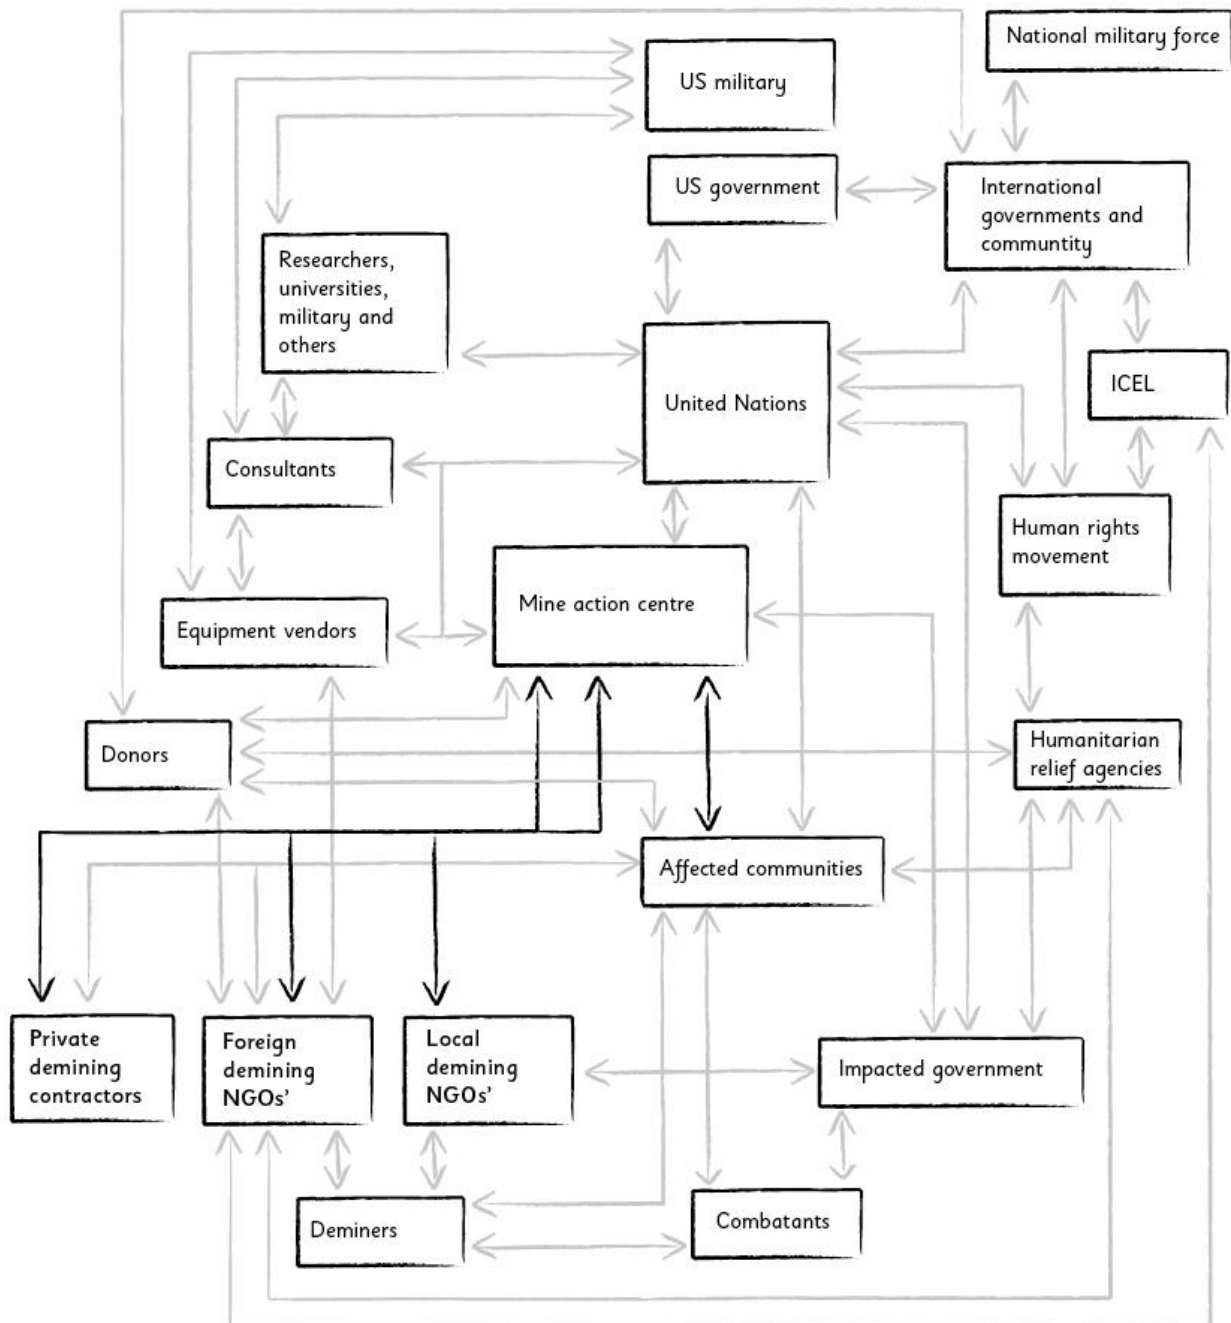 National military force
US military
US government
International
governments and
communtity
Researchers,
universities,
military and
others
United Nations
ICEL
Consultants
Human rights
movement
Mine action centre
Equipment vendors
Donors
Humanitarian
relief agencies
Affected communities
Private
demining
contractors
Foreign
demining
NGOs'
Local
demining
NGOs'
Impacted government
Deminers
Combatants